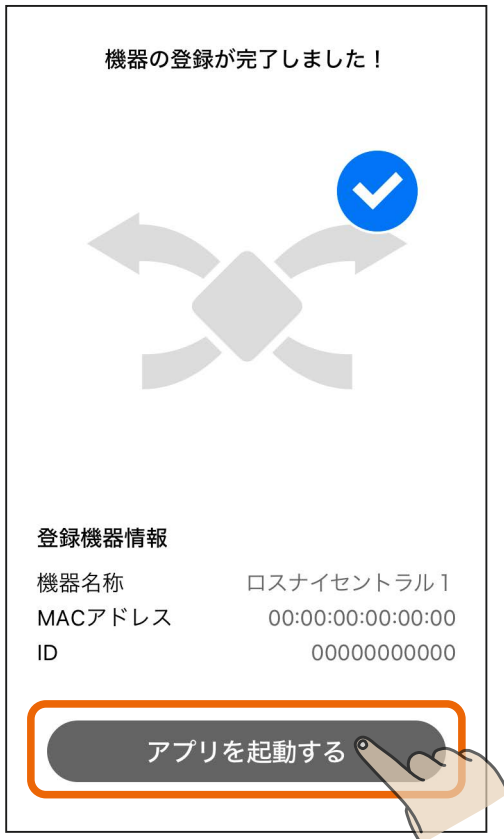 機器の登録が完了しました！
登録機器情報
機器名称 ロスナイセントラル1
MACアドレス 00:00:00:00:00:00
ID 00000000000
アプリを起動する